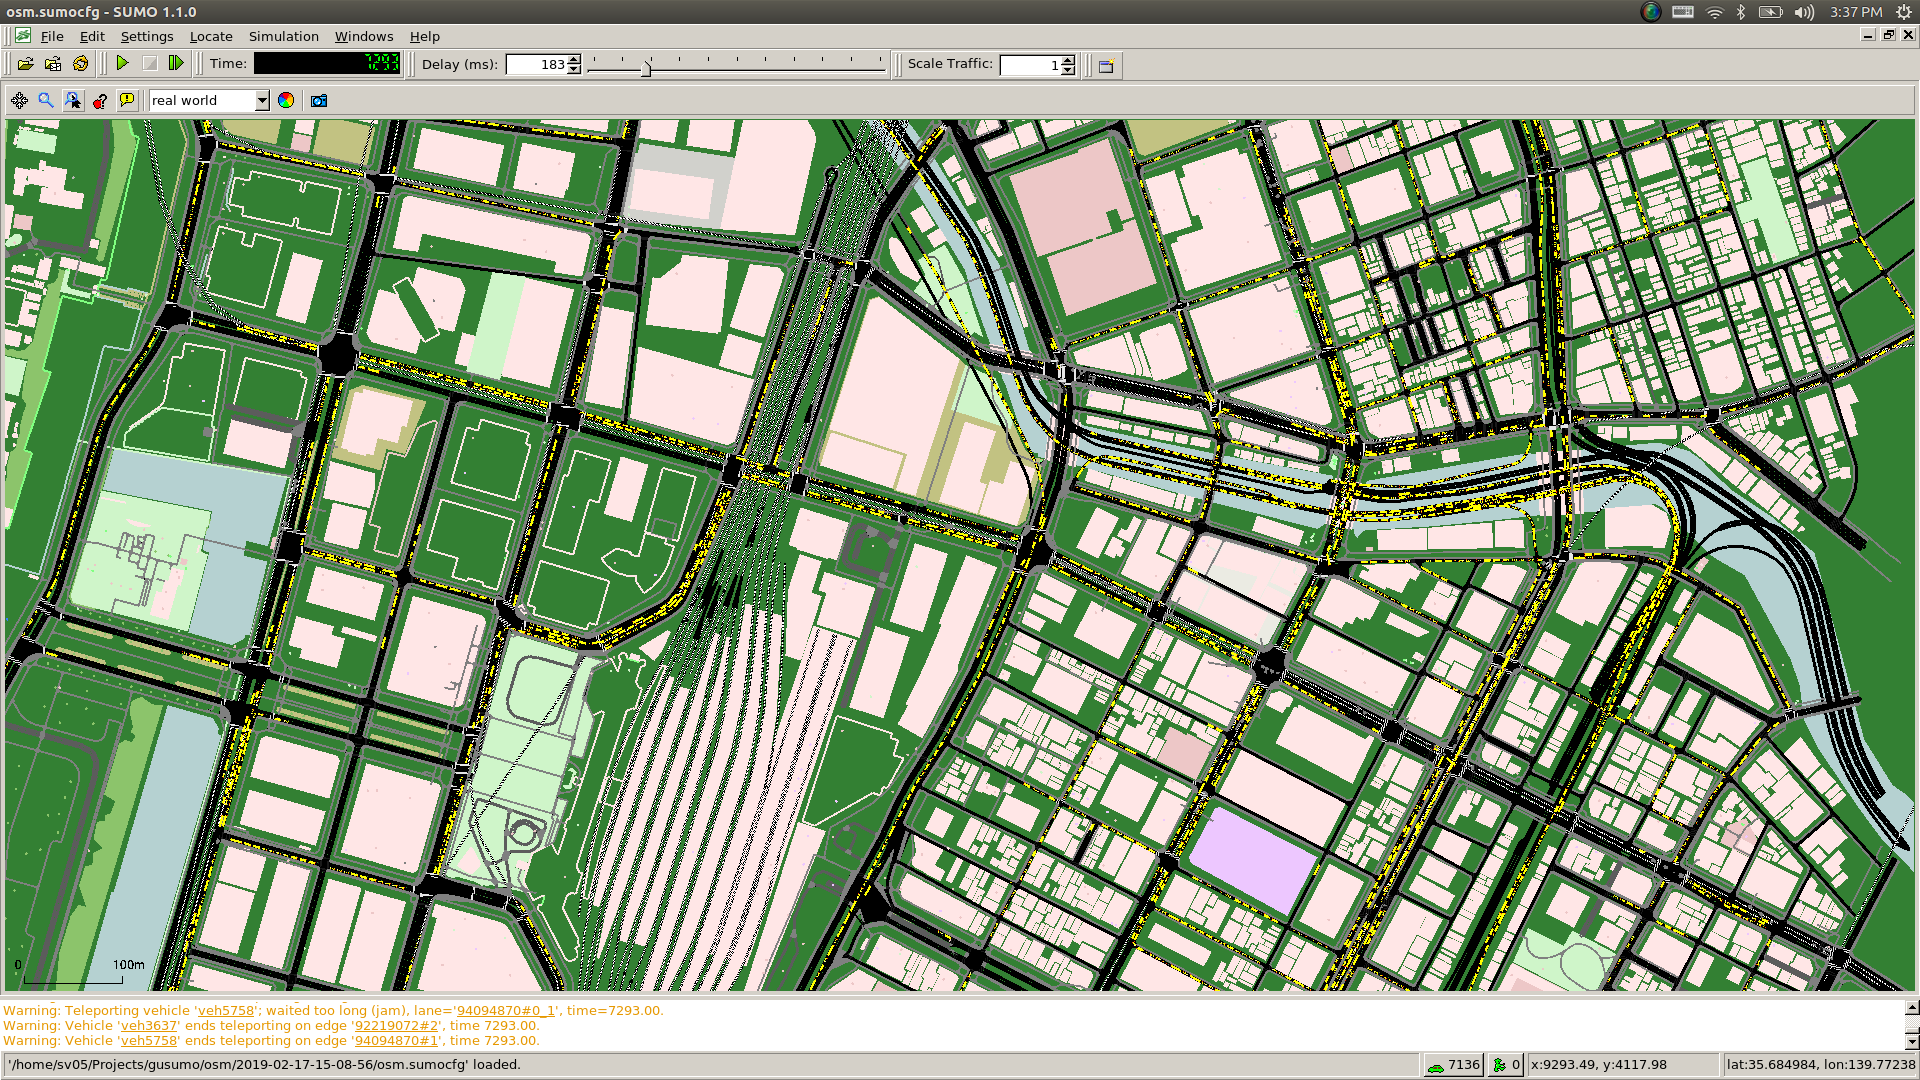 osm.sumocfg - SUMO 1.1.0
3:37 PM
File Edit Settings Locate Simulation Windows Help
Time: 7293 Delay (ms): 183 Scale Traffic: 1
real world
0 100m
Warning: Teleporting vehicle 'veh5758'; waited too long (jam), lane='94094870#0_1', time=7293.00.
Warning: Vehicle 'veh3637' ends teleporting on edge '92219072#2', time 7293.00.
Warning: Vehicle 'veh5758' ends teleporting on edge '94094870#1', time 7293.00.
'/home/sv05/Projects/gusumo/osm/2019-02-17-15-08-56/osm.sumocfg' loaded.
7136 0 x:9293.49, y:4117.98 lat:35.684984, lon:139.77238